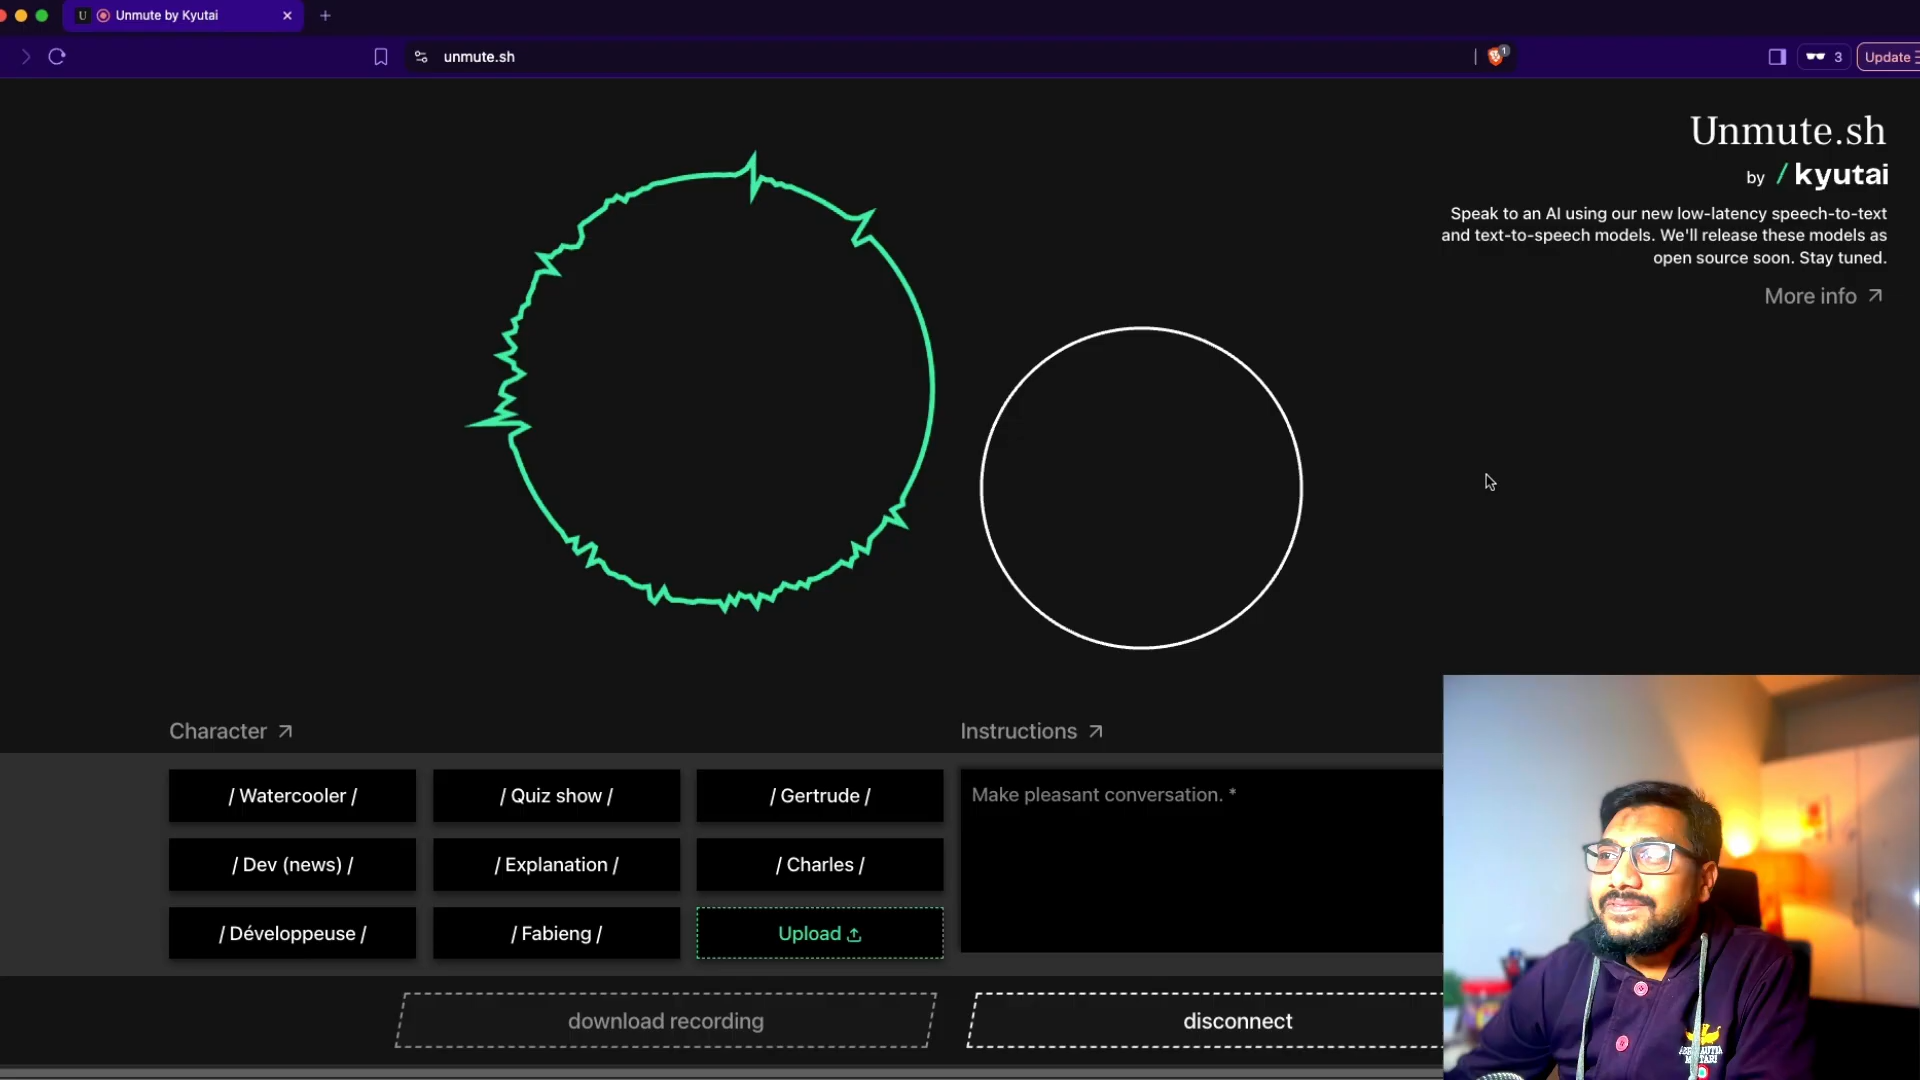 U Unmute by Kyutai
unmute.sh
1
3
Update
Unmute.sh
by / kyutai
Speak to an AI using our new low-latency speech-to-text
and text-to-speech models. We'll release these models as
open source soon. Stay tuned.
More info
Character
Instructions
/ Watercooler /
/ Quiz show /
/ Gertrude /
Make pleasant conversation. *
/ Dev (news) /
/ Explanation /
/ Charles /
/ Développeuse /
/ Fabieng /
Upload
download recording
disconnect